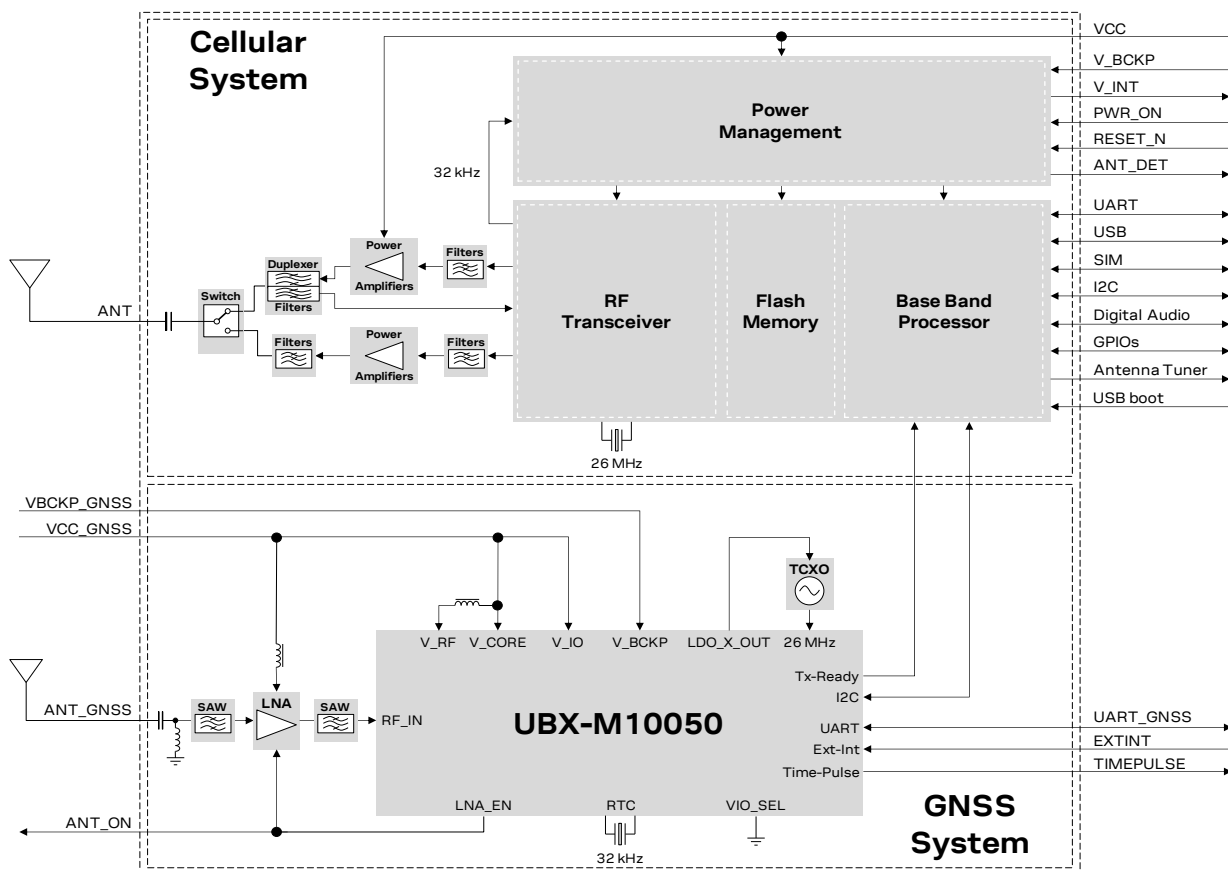 Cellular
System
VCC
V_BCKP
V_INT
PWR_ON
RESET_N
ANT_DET
Power
Management
32 kHz
UART
USB
SIM
I2C
Digital Audio
GPIOs
Antenna Tuner
USB boot
ANT
Switch
Duplexer
Filters
Power
Amplifiers
Filters
Filters
Power
Amplifiers
Filters
RF
Transceiver
Flash
Memory
Base Band
Processor
26 MHz
VBCKP_GNSS
VCC_GNSS
TCXO
V_RF
V_CORE
V_IO
V_BCKP
LDO_X_OUT
26 MHz
ANT_GNSS
SAW
LNA
SAW
RF_IN
UBX-M10050
Tx-Ready
I2C
UART
Ext-Int
Time-Pulse
UART_GNSS
EXTINT
TIMEPULSE
LNA_EN
RTC
VIO_SEL
ANT_ON
32 kHz
GNSS
System